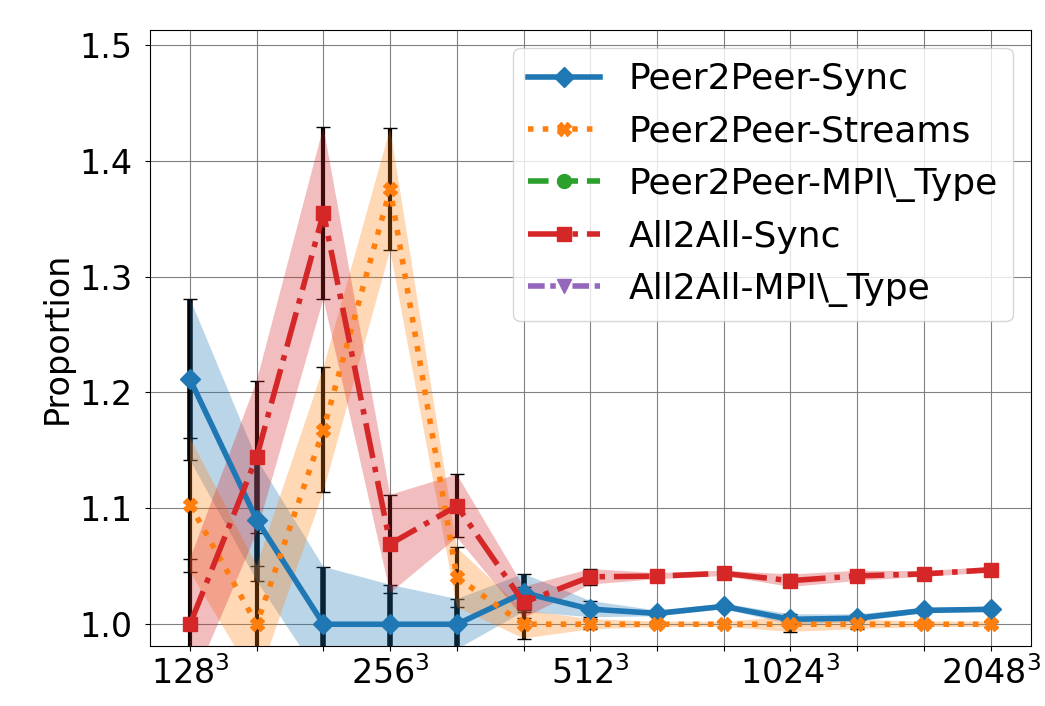 1.5
1.4
1.3
1.2
1.1
1.0
Proportion
Peer2Peer-Sync
Peer2Peer-Streams
Peer2Peer-MPI\_Type
All2All-Sync
All2All-MPI\_Type
128³ 256³ 512³ 1024³ 2048³